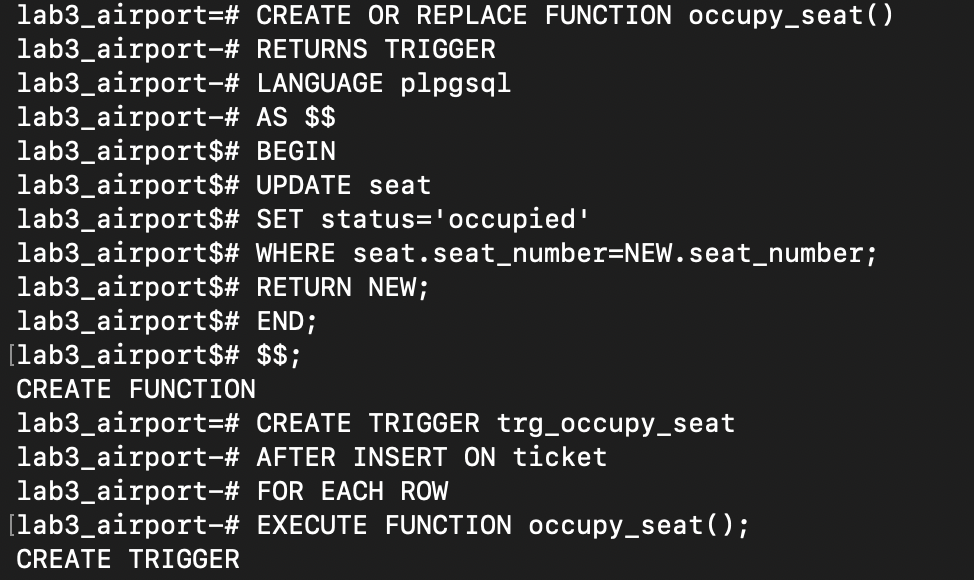 lab3_airport=# CREATE OR REPLACE FUNCTION occupy_seat()
lab3_airport-# RETURNS TRIGGER
lab3_airport-# LANGUAGE plpgsql
lab3_airport-# AS $$
lab3_airport$# BEGIN
lab3_airport$# UPDATE seat
lab3_airport$# SET status='occupied'
lab3_airport$# WHERE seat.seat_number=NEW.seat_number;
lab3_airport$# RETURN NEW;
lab3_airport$# END;
[lab3_airport$# $$;
CREATE FUNCTION
lab3_airport=# CREATE TRIGGER trg_occupy_seat
lab3_airport-# AFTER INSERT ON ticket
lab3_airport-# FOR EACH ROW
[lab3_airport-# EXECUTE FUNCTION occupy_seat();
CREATE TRIGGER